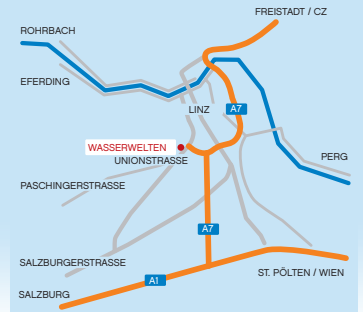 FREISTADT / CZ
ROHRBACH
EFERDING
LINZ
A7
WASSERWELTEN
UNIONSTRASSE
PERG
PASCHINGERSTRASSE
A7
SALZBURGERSTRASSE
ST. PÖLTEN / WIEN
A1
SALZBURG